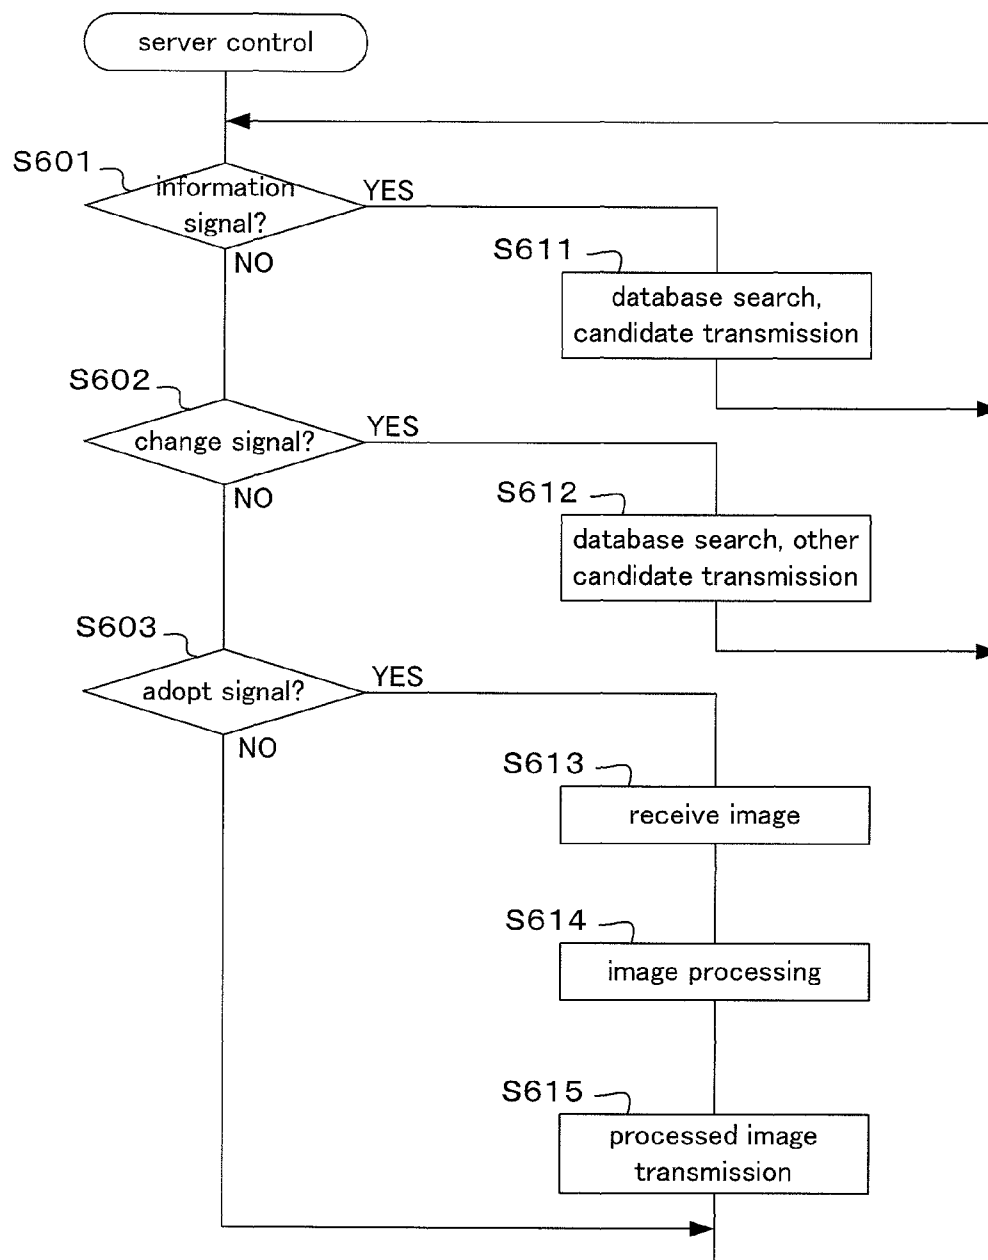 server control
S601
information
signal?
YES
NO
S611
database search,
candidate transmission
S602
change signal?
YES
NO
S612
database search, other
candidate transmission
S603
adopt signal?
YES
NO
S613
receive image
S614
image processing
S615
processed image
transmission